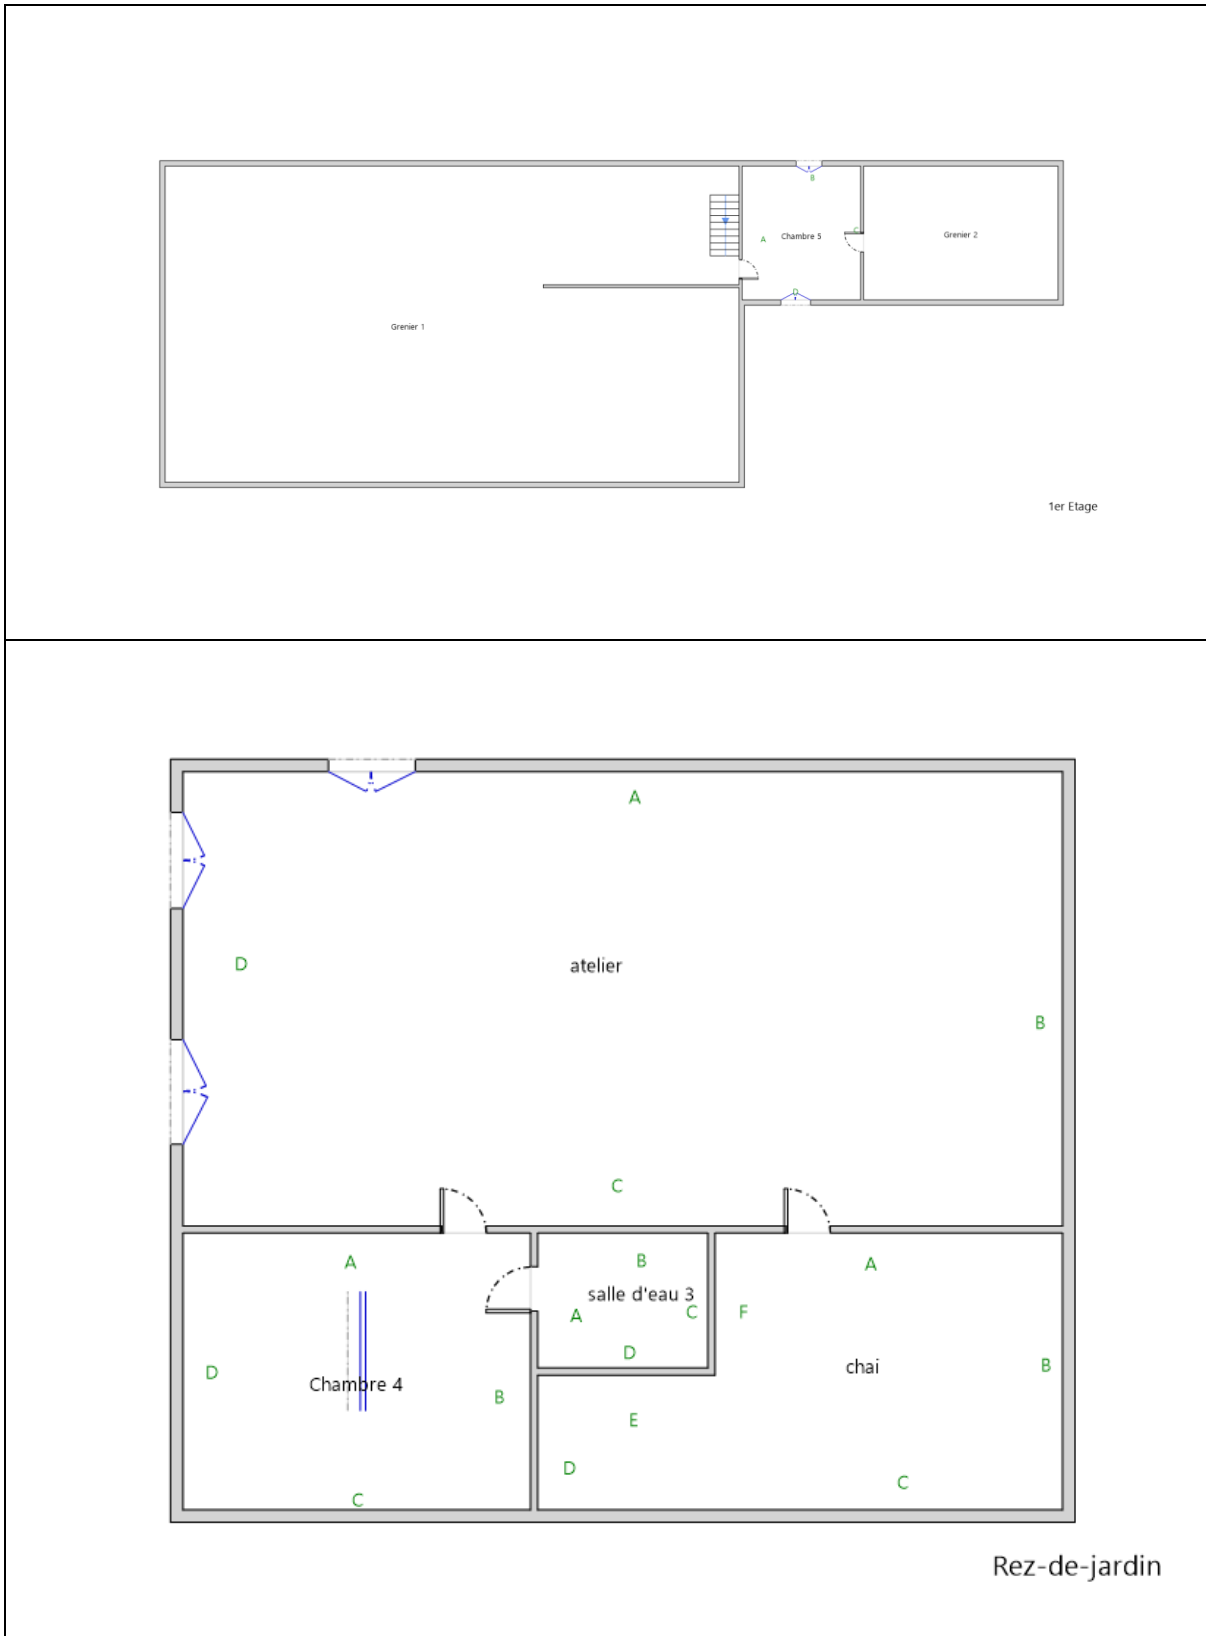 B
A
Chambre 5
C
Grenier 2
D
Grenier 1
1er Etage
A
D
atelier
B
C
A
B
A
salle d'eau 3
A
C
F
D
B
chai
D
Chambre 4
B
E
D
C
C
Rez-de-jardin